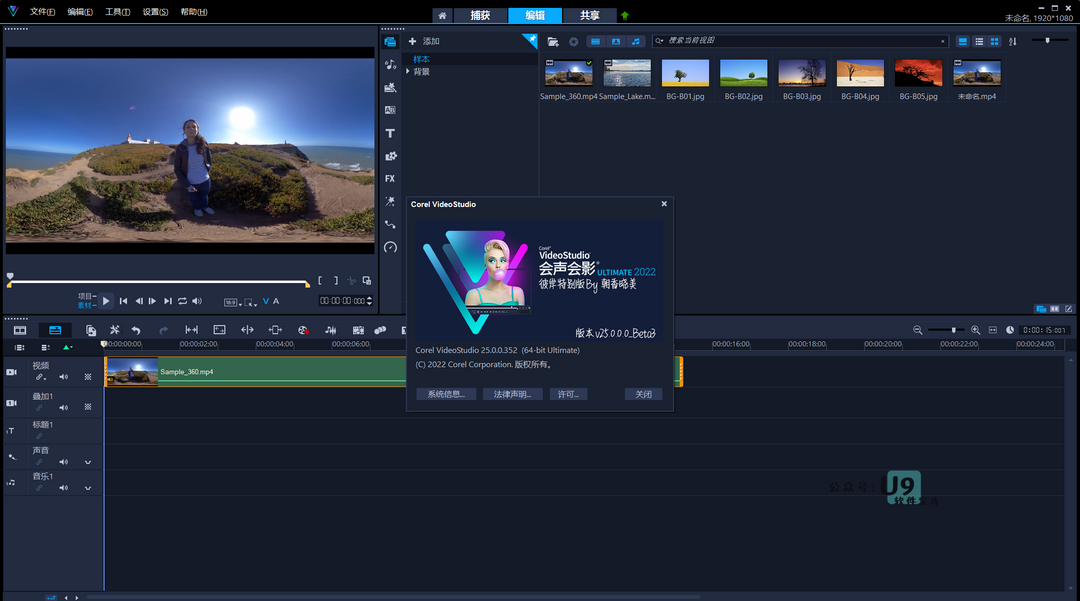 文件(F) 编辑(E) 工具(T) 设置(S) 帮助(H)
捕获 编辑 共享
未命名, 1920*1080
添加
样本
背景
搜索当前视图
Sample_360.mp4 Sample_Lake.m... BG-B01.jpg BG-B02.jpg BG-B03.jpg BG-B04.jpg BG-B05.jpg 未命名.mp4
T
FX
项目
素材
16:9
V A
00:00:00:000
Corel VideoStudio
Corel
VideoStudio
会声会影 ULTIMATE 2022
彼岸特别版By 朝香晓美
版本.v25.0.0.0_Beta3
Corel VideoStudio 25.0.0.352 (64-bit Ultimate)
(C) 2022 Corel Corporation. 版权所有。
系统信息... 法律声明... 许可... 关闭
0:00:15:001
00:00:00:00 00:00:02:00 00:00:04:00 00:00:06:00 00:00:16:00 00:00:18:00 00:00:20:00 00:00:22:00 00:00:24:00
视频
Sample_360.mp4
叠加1
标题1
声音
音乐1
公众号:
U9
软件宝库